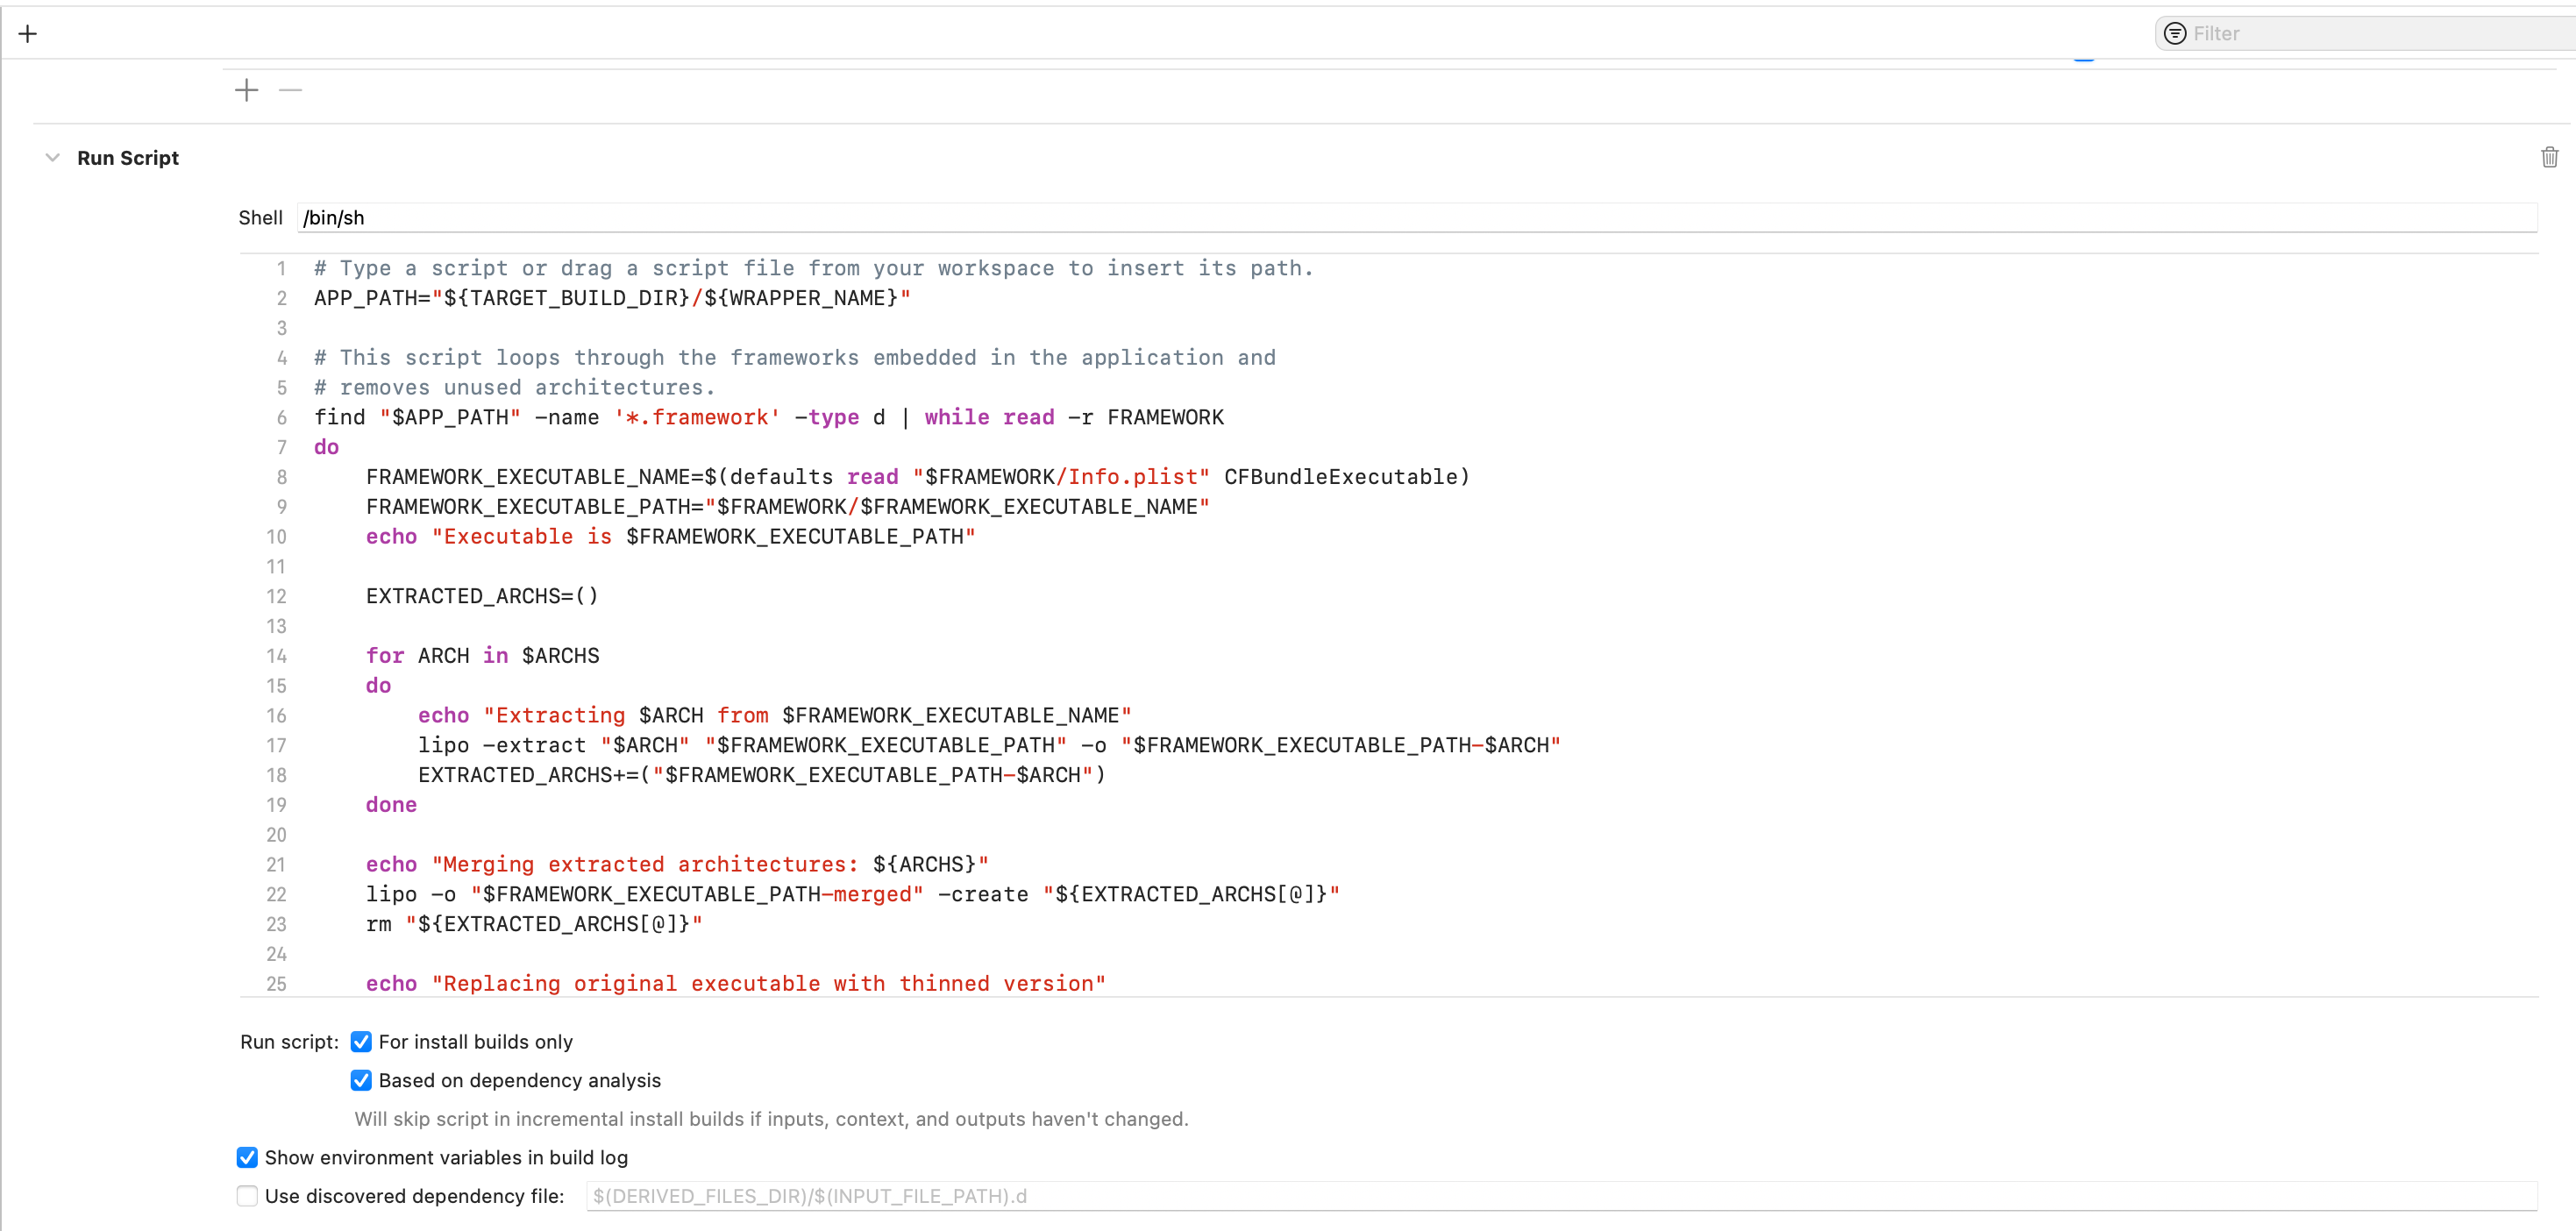 Filter
Run Script
Shell /bin/sh
1 # Type a script or drag a script file from your workspace to insert its path.
2 APP_PATH="${TARGET_BUILD_DIR}/${WRAPPER_NAME}"
3
4 # This script loops through the frameworks embedded in the application and
5 # removes unused architectures.
6 find "$APP_PATH" -name '*.framework' -type d | while read -r FRAMEWORK
7 do
8 FRAMEWORK_EXECUTABLE_NAME=$(defaults read "$FRAMEWORK/Info.plist" CFBundleExecutable)
9 FRAMEWORK_EXECUTABLE_PATH="$FRAMEWORK/$FRAMEWORK_EXECUTABLE_NAME"
10 echo "Executable is $FRAMEWORK_EXECUTABLE_PATH"
11
12 EXTRACTED_ARCHS=()
13
14 for ARCH in $ARCHS
15 do
16 echo "Extracting $ARCH from $FRAMEWORK_EXECUTABLE_NAME"
17 lipo -extract "$ARCH" "$FRAMEWORK_EXECUTABLE_PATH" -o "$FRAMEWORK_EXECUTABLE_PATH-$ARCH"
18 EXTRACTED_ARCHS+=("$FRAMEWORK_EXECUTABLE_PATH-$ARCH")
19 done
20
21 echo "Merging extracted architectures: ${ARCHS}"
22 lipo -o "$FRAMEWORK_EXECUTABLE_PATH-merged" -create "${EXTRACTED_ARCHS[@]}"
23 rm "${EXTRACTED_ARCHS[@]}"
24
25 echo "Replacing original executable with thinned version"
Run script: For install builds only
Based on dependency analysis
Will skip script in incremental install builds if inputs, context, and outputs haven't changed.
Show environment variables in build log
Use discovered dependency file: $(DERIVED_FILES_DIR)/$(INPUT_FILE_PATH).d